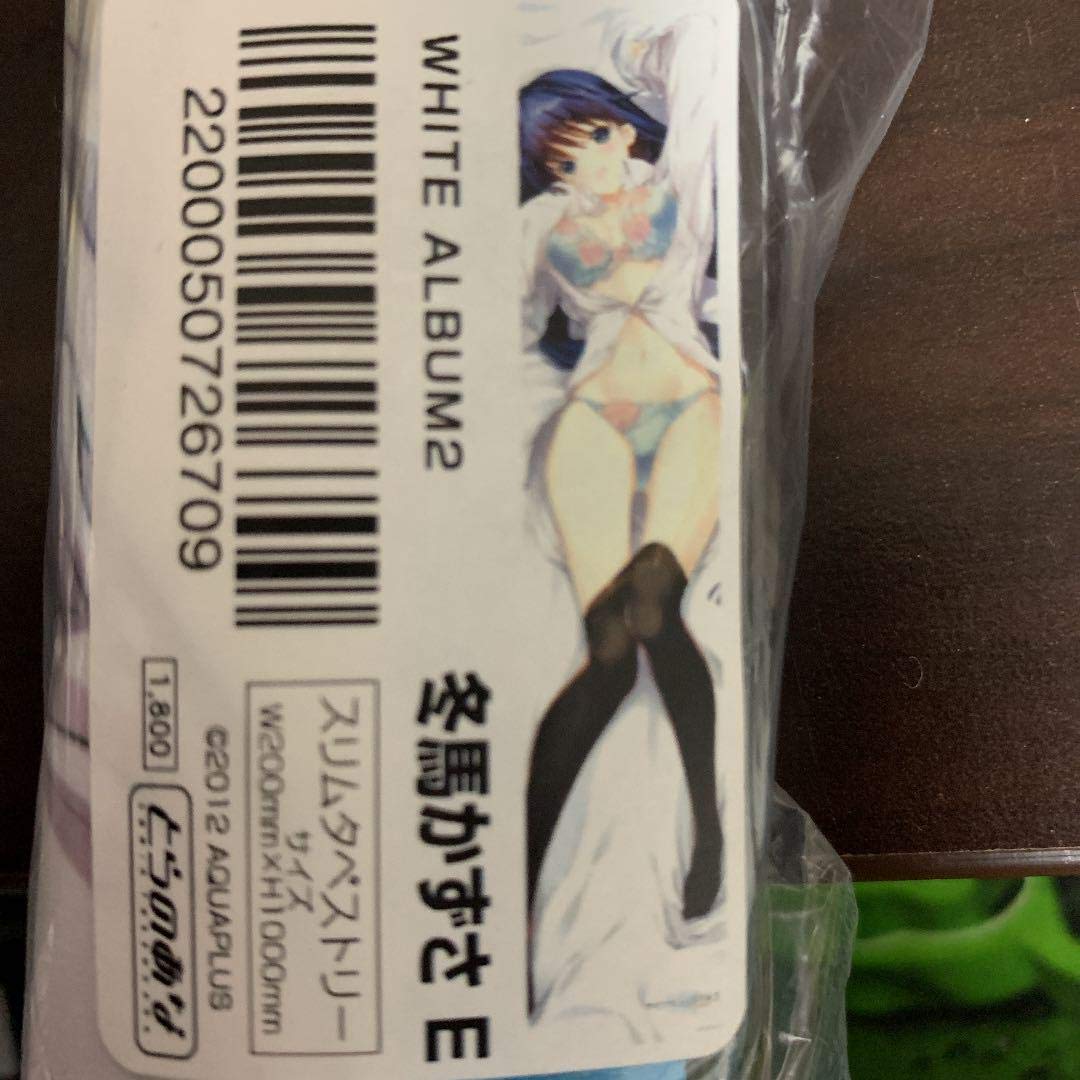 WHITE ALBUM2
冬馬かずさ E
2200050726709
スリムタペストリー
サイズ
W200mm×H1000mm
©2012 AQUAPLUS
1,800
とらのあな